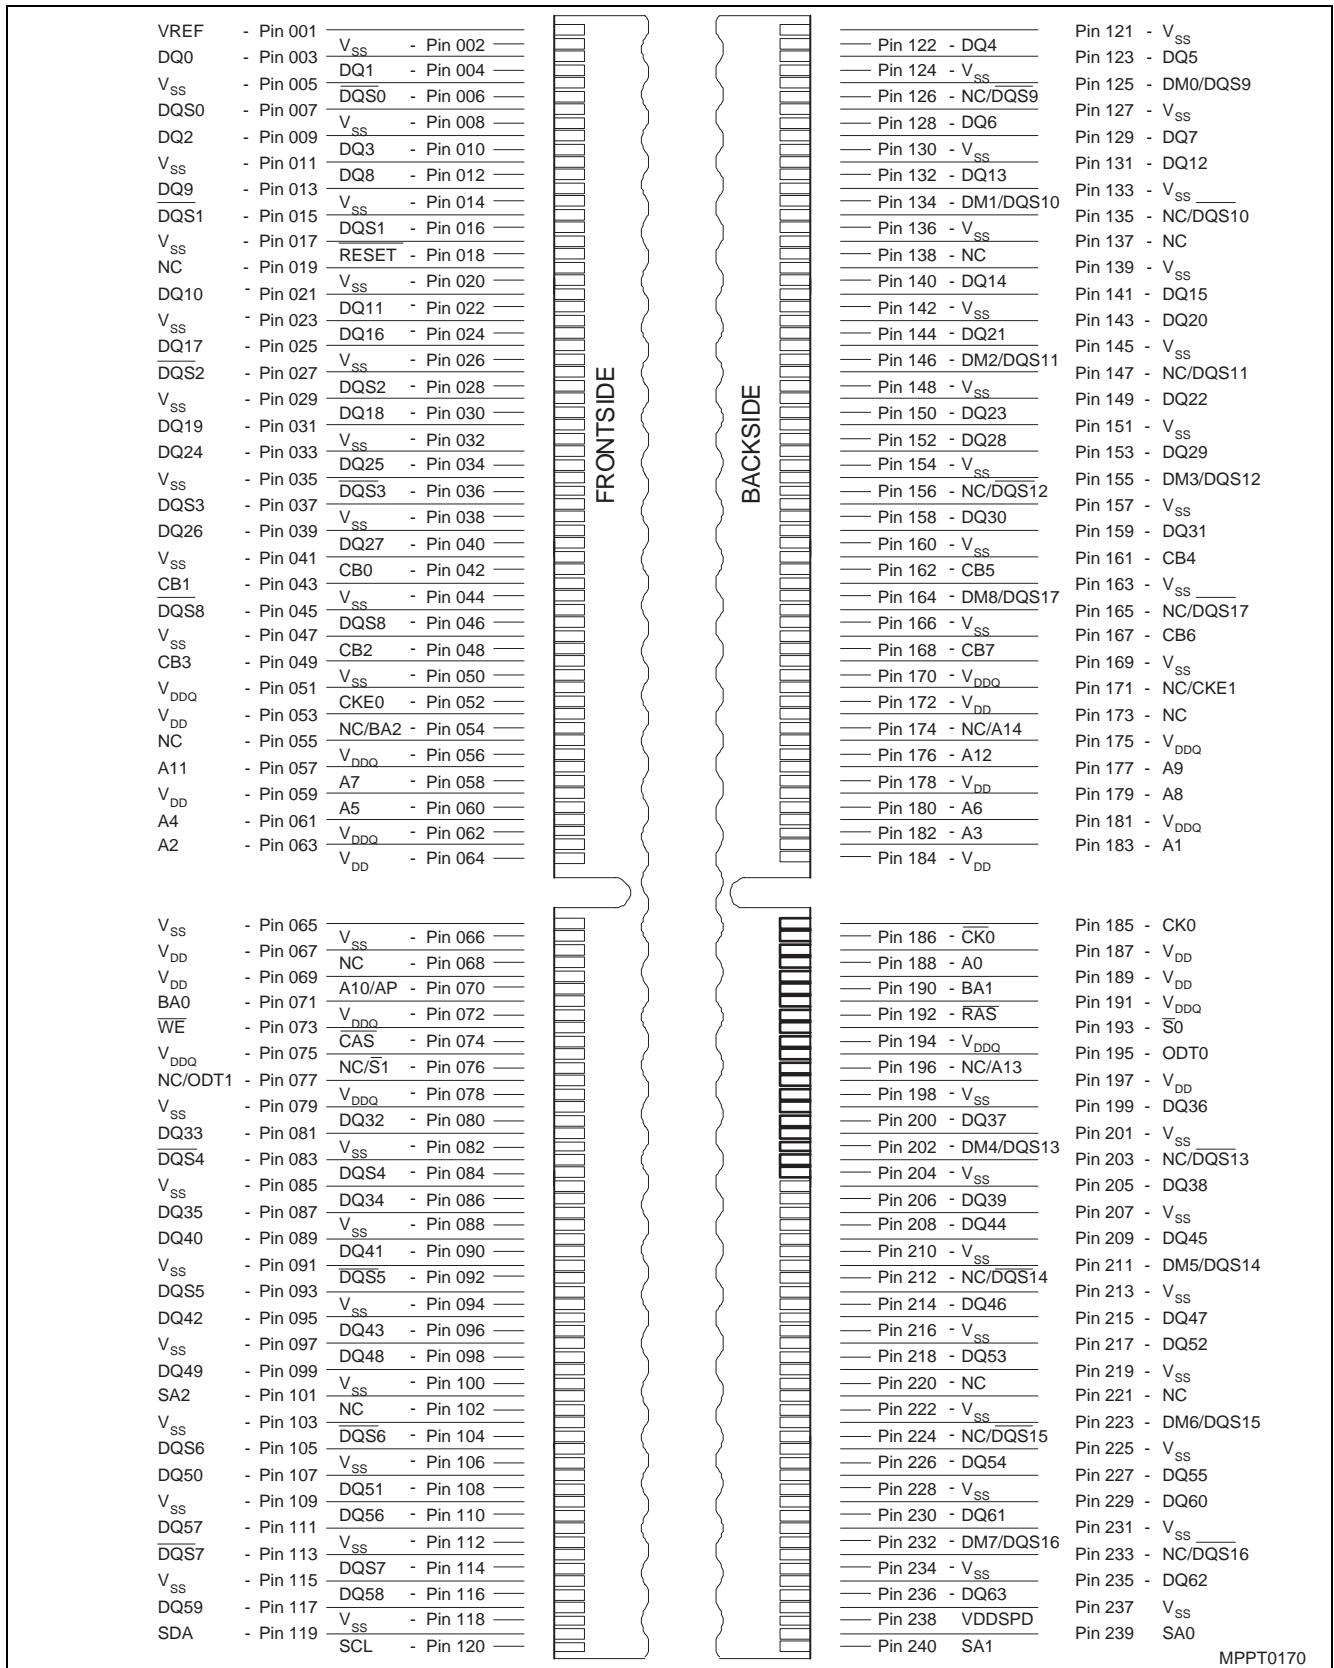 VREF - Pin 001
V_SS - Pin 002
DQ0 - Pin 003
DQ1 - Pin 004
V_SS - Pin 005
D̅Q̅S̅0̅ - Pin 006
DQS0 - Pin 007
V_SS - Pin 008
DQ2 - Pin 009
DQ3 - Pin 010
V_SS - Pin 011
DQ8 - Pin 012
DQ9 - Pin 013
V_SS - Pin 014
D̅Q̅S̅1̅ - Pin 015
DQS1 - Pin 016
V_SS - Pin 017
R̅E̅S̅E̅T̅ - Pin 018
NC - Pin 019
V_SS - Pin 020
DQ10 - Pin 021
DQ11 - Pin 022
V_SS - Pin 023
DQ16 - Pin 024
DQ17 - Pin 025
V_SS - Pin 026
D̅Q̅S̅2̅ - Pin 027
DQS2 - Pin 028
V_SS - Pin 029
DQ18 - Pin 030
DQ19 - Pin 031
V_SS - Pin 032
DQ24 - Pin 033
DQ25 - Pin 034
V_SS - Pin 035
D̅Q̅S̅3̅ - Pin 036
DQS3 - Pin 037
V_SS - Pin 038
DQ26 - Pin 039
DQ27 - Pin 040
V_SS - Pin 041
CB0 - Pin 042
CB1 - Pin 043
V_SS - Pin 044
D̅Q̅S̅8̅ - Pin 045
DQS8 - Pin 046
V_SS - Pin 047
CB2 - Pin 048
CB3 - Pin 049
V_SS - Pin 050
V_DDQ - Pin 051
CKE0 - Pin 052
V_DD - Pin 053
NC/BA2 - Pin 054
NC - Pin 055
V_DDQ - Pin 056
A11 - Pin 057
A7 - Pin 058
V_DD - Pin 059
A5 - Pin 060
A4 - Pin 061
V_DDQ - Pin 062
A2 - Pin 063
V_DD - Pin 064
V_SS - Pin 065
V_SS - Pin 066
V_DD - Pin 067
NC - Pin 068
V_DD - Pin 069
A10/AP - Pin 070
BA0 - Pin 071
V_DDQ - Pin 072
W̅E̅ - Pin 073
C̅A̅S̅ - Pin 074
V_DDQ - Pin 075
NC/S̅1 - Pin 076
NC/ODT1 - Pin 077
V_DDQ - Pin 078
V_SS - Pin 079
DQ32 - Pin 080
DQ33 - Pin 081
V_SS - Pin 082
D̅Q̅S̅4̅ - Pin 083
DQS4 - Pin 084
V_SS - Pin 085
DQ34 - Pin 086
DQ35 - Pin 087
V_SS - Pin 088
DQ40 - Pin 089
DQ41 - Pin 090
V_SS - Pin 091
D̅Q̅S̅5̅ - Pin 092
DQS5 - Pin 093
V_SS - Pin 094
DQ42 - Pin 095
DQ43 - Pin 096
V_SS - Pin 097
DQ48 - Pin 098
DQ49 - Pin 099
V_SS - Pin 100
SA2 - Pin 101
NC - Pin 102
V_SS - Pin 103
D̅Q̅S̅6̅ - Pin 104
DQS6 - Pin 105
V_SS - Pin 106
DQ50 - Pin 107
DQ51 - Pin 108
V_SS - Pin 109
DQ56 - Pin 110
DQ57 - Pin 111
V_SS - Pin 112
D̅Q̅S̅7̅ - Pin 113
DQS7 - Pin 114
V_SS - Pin 115
DQ58 - Pin 116
DQ59 - Pin 117
V_SS - Pin 118
SDA - Pin 119
SCL - Pin 120
FRONTSIDE
BACKSIDE
Pin 121 - V_SS
Pin 122 - DQ4
Pin 123 - DQ5
Pin 124 - V_SS
Pin 125 - DM0/DQS9
Pin 126 - NC/D̅Q̅S̅9̅
Pin 127 - V_SS
Pin 128 - DQ6
Pin 129 - DQ7
Pin 130 - V_SS
Pin 131 - DQ12
Pin 132 - DQ13
Pin 133 - V_SS
Pin 134 - DM1/DQS10
Pin 135 - NC/D̅Q̅S̅1̅0̅
Pin 136 - V_SS
Pin 137 - NC
Pin 138 - NC
Pin 139 - V_SS
Pin 140 - DQ14
Pin 141 - DQ15
Pin 142 - V_SS
Pin 143 - DQ20
Pin 144 - DQ21
Pin 145 - V_SS
Pin 146 - DM2/DQS11
Pin 147 - NC/DQS11
Pin 148 - V_SS
Pin 149 - DQ22
Pin 150 - DQ23
Pin 151 - V_SS
Pin 152 - DQ28
Pin 153 - DQ29
Pin 154 - V_SS
Pin 155 - DM3/DQS12
Pin 156 - NC/D̅Q̅S̅1̅2̅
Pin 157 - V_SS
Pin 158 - DQ30
Pin 159 - DQ31
Pin 160 - V_SS
Pin 161 - CB4
Pin 162 - CB5
Pin 163 - V_SS
Pin 164 - DM8/DQS17
Pin 165 - NC/D̅Q̅S̅1̅7̅
Pin 166 - V_SS
Pin 167 - CB6
Pin 168 - CB7
Pin 169 - V_SS
Pin 170 - V_DDQ
Pin 171 - NC/CKE1
Pin 172 - V_DD
Pin 173 - NC
Pin 174 - NC/A14
Pin 175 - V_DDQ
Pin 176 - A12
Pin 177 - A9
Pin 178 - V_DD
Pin 179 - A8
Pin 180 - A6
Pin 181 - V_DDQ
Pin 182 - A3
Pin 183 - A1
Pin 184 - V_DD
Pin 185 - CK0
Pin 186 - C̅K̅0̅
Pin 187 - V_DD
Pin 188 - A0
Pin 189 - V_DD
Pin 190 - BA1
Pin 191 - V_DDQ
Pin 192 - R̅A̅S̅
Pin 193 - S̅0
Pin 194 - V_DDQ
Pin 195 - ODT0
Pin 196 - NC/A13
Pin 197 - V_DD
Pin 198 - V_SS
Pin 199 - DQ36
Pin 200 - DQ37
Pin 201 - V_SS
Pin 202 - DM4/DQS13
Pin 203 - NC/D̅Q̅S̅1̅3̅
Pin 204 - V_SS
Pin 205 - DQ38
Pin 206 - DQ39
Pin 207 - V_SS
Pin 208 - DQ44
Pin 209 - DQ45
Pin 210 - V_SS
Pin 211 - DM5/DQS14
Pin 212 - NC/D̅Q̅S̅1̅4̅
Pin 213 - V_SS
Pin 214 - DQ46
Pin 215 - DQ47
Pin 216 - V_SS
Pin 217 - DQ52
Pin 218 - DQ53
Pin 219 - V_SS
Pin 220 - NC
Pin 221 - NC
Pin 222 - V_SS
Pin 223 - DM6/DQS15
Pin 224 - NC/D̅Q̅S̅1̅5̅
Pin 225 - V_SS
Pin 226 - DQ54
Pin 227 - DQ55
Pin 228 - V_SS
Pin 229 - DQ60
Pin 230 - DQ61
Pin 231 - V_SS
Pin 232 - DM7/DQS16
Pin 233 - NC/D̅Q̅S̅1̅6̅
Pin 234 - V_SS
Pin 235 - DQ62
Pin 236 - DQ63
Pin 237 V_SS
Pin 238 VDDSPD
Pin 239 SA0
Pin 240 SA1
MPPT0170